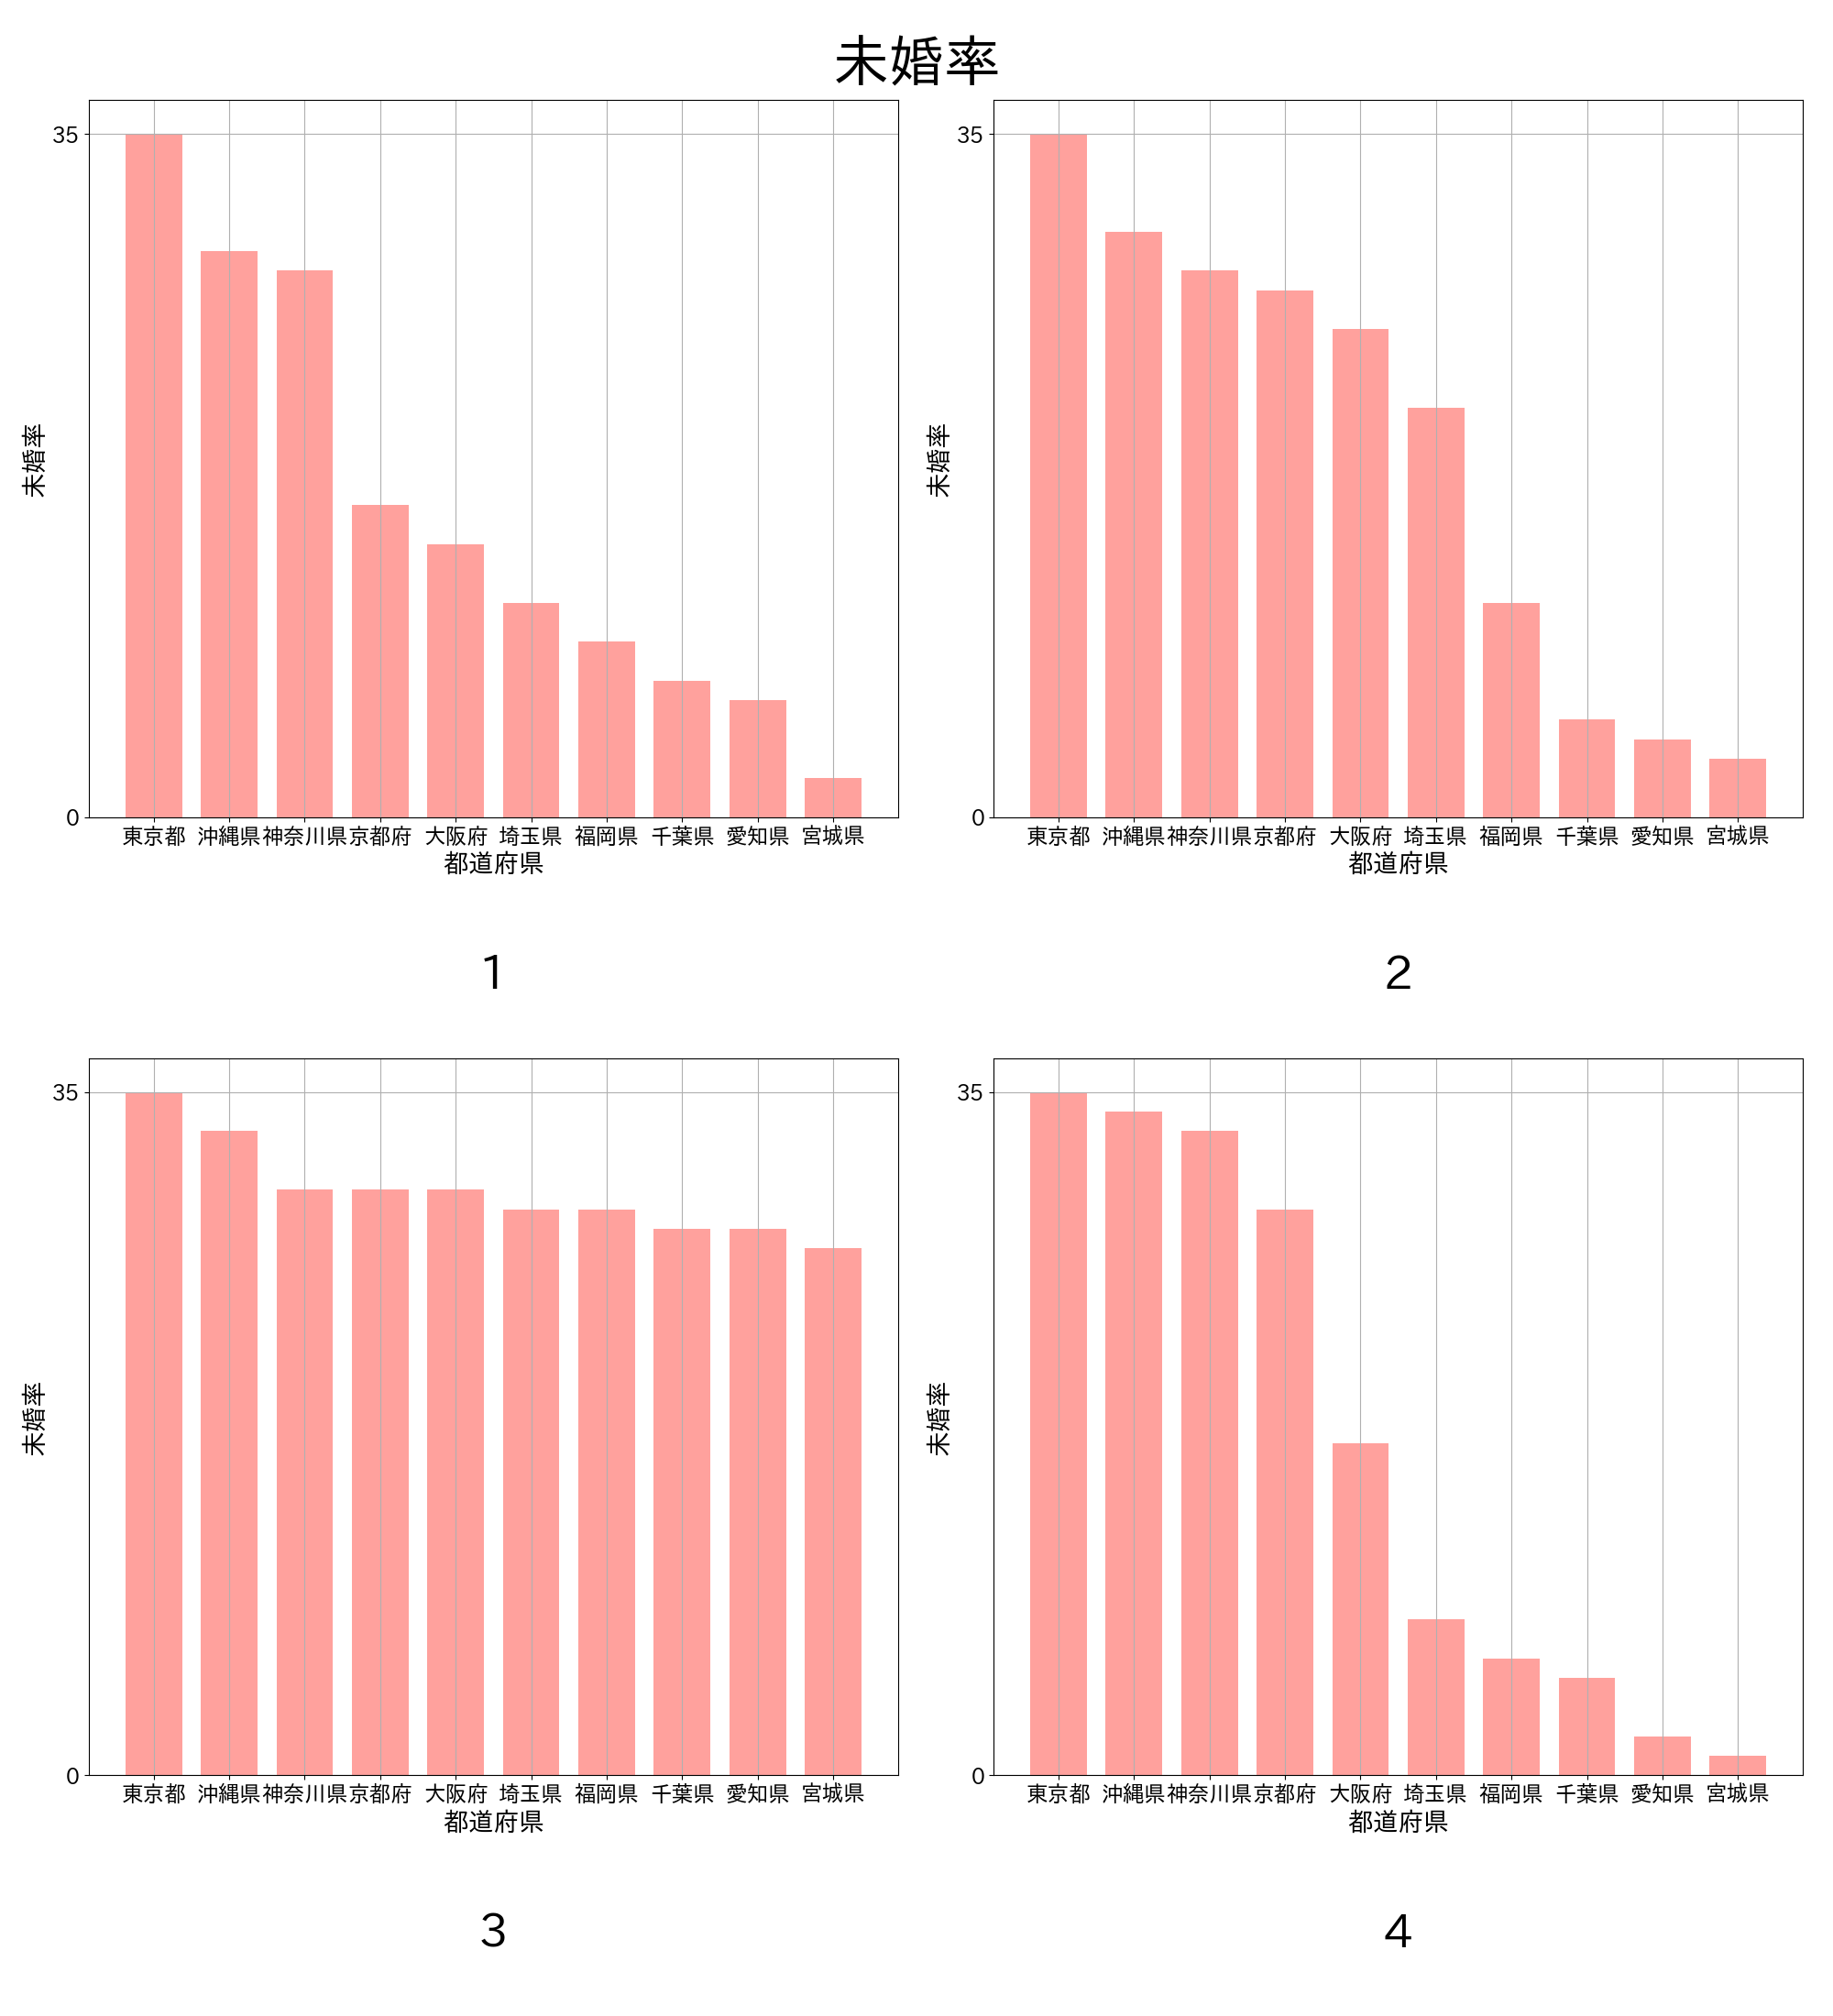 未婚率
35
0
未婚率
東京都 沖縄県 神奈川県 京都府 大阪府 埼玉県 福岡県 千葉県 愛知県 宮城県
都道府県
1
35
0
未婚率
東京都 沖縄県 神奈川県 京都府 大阪府 埼玉県 福岡県 千葉県 愛知県 宮城県
都道府県
2
35
0
未婚率
東京都 沖縄県 神奈川県 京都府 大阪府 埼玉県 福岡県 千葉県 愛知県 宮城県
都道府県
3
35
0
未婚率
東京都 沖縄県 神奈川県 京都府 大阪府 埼玉県 福岡県 千葉県 愛知県 宮城県
都道府県
4